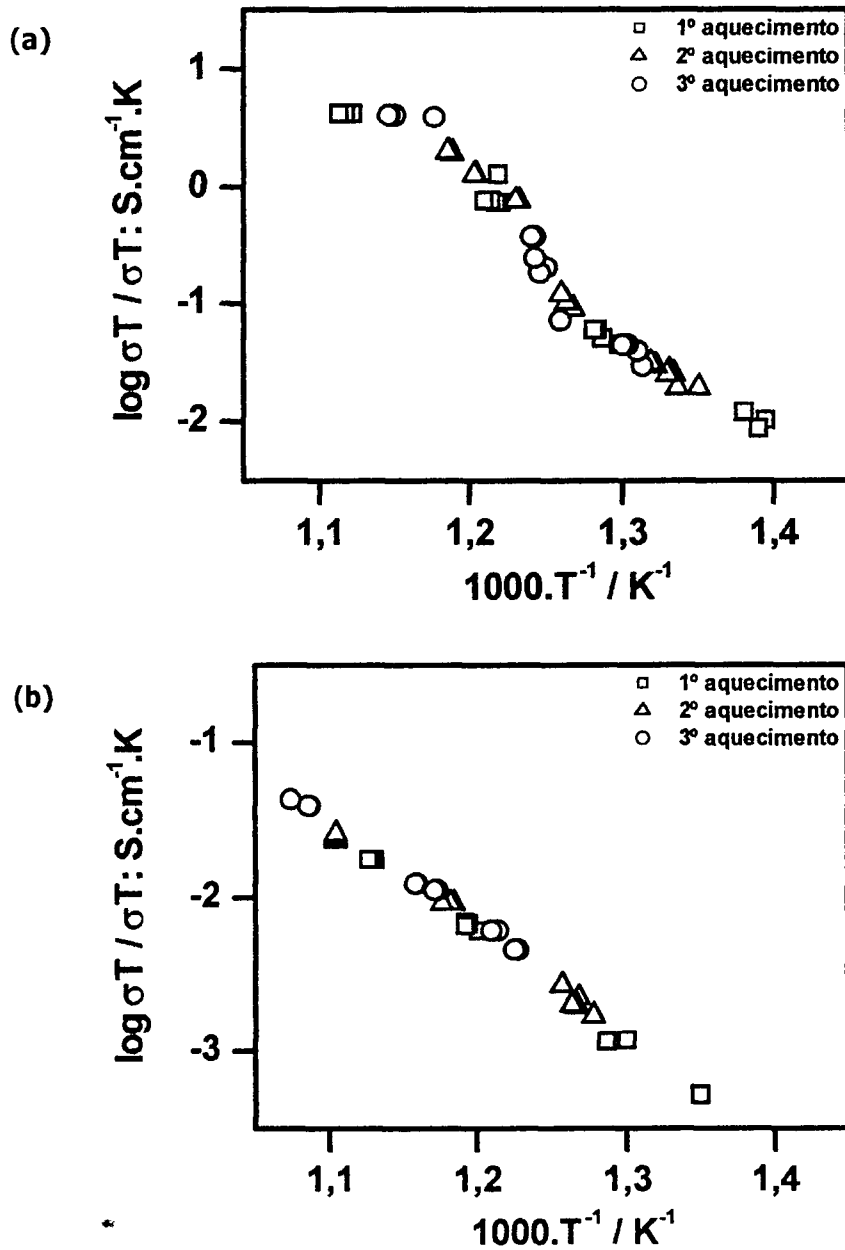 (a)
1º aquecimento
2º aquecimento
3º aquecimento
log σT / σT: S.cm⁻¹.K
1
0
-1
-2
1,1 1,2 1,3 1,4
1000.T⁻¹ / K⁻¹
(b)
1º aquecimento
2º aquecimento
3º aquecimento
log σT / σT: S.cm⁻¹.K
-1
-2
-3
1,1 1,2 1,3 1,4
1000.T⁻¹ / K⁻¹